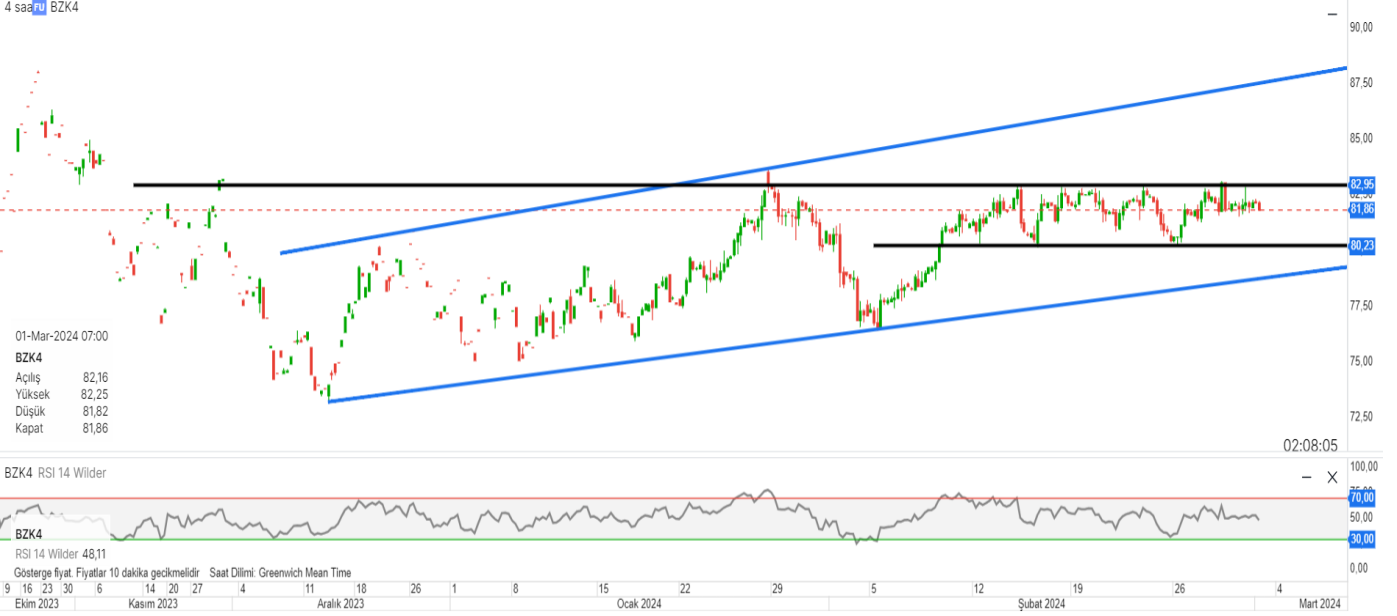 4 saa FU BZK4
90,00
87,50
85,00
82,95
82,50
81,86
80,23
77,50
75,00
72,50
01-Mar-2024 07:00
BZK4
Açılış 82,16
Yüksek 82,25
Düşük 81,82
Kapat 81,86
02:08:05
BZK4 RSI 14 Wilder
100,00
75,00
70,00
50,00
30,00
0,00
BZK4
RSI 14 Wilder 48,11
Gösterge fiyat. Fiyatlar 10 dakika gecikmelidir Saat Dilimi: Greenwich Mean Time
9 16 23 30 6 14 20 27 4 11 18 26 1 8 15 22 29 5 12 19 26 4
Ekim 2023 Kasım 2023 Aralık 2023 Ocak 2024 Şubat 2024 Mart 2024